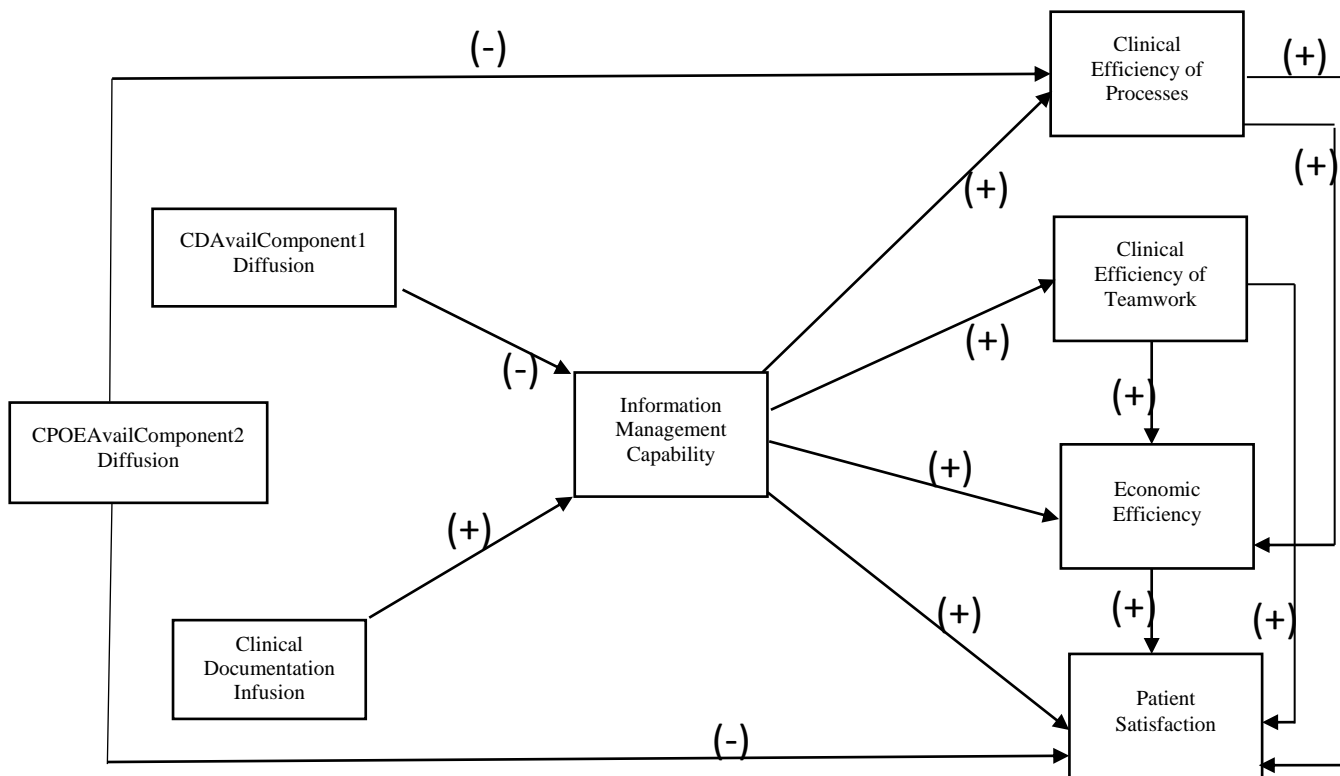 (-)
Clinical
Efficiency of
Processes
(+)
(+)
(+)
CDAvailComponent1
Diffusion
Clinical
Efficiency of
Teamwork
(+)
(-)
Information
Management
Capability
(+)
CPOEAvailComponent2
Diffusion
(+)
Economic
Efficiency
(+)
(+)
(+)
(+)
Clinical
Documentation
Infusion
Patient
Satisfaction
(-)